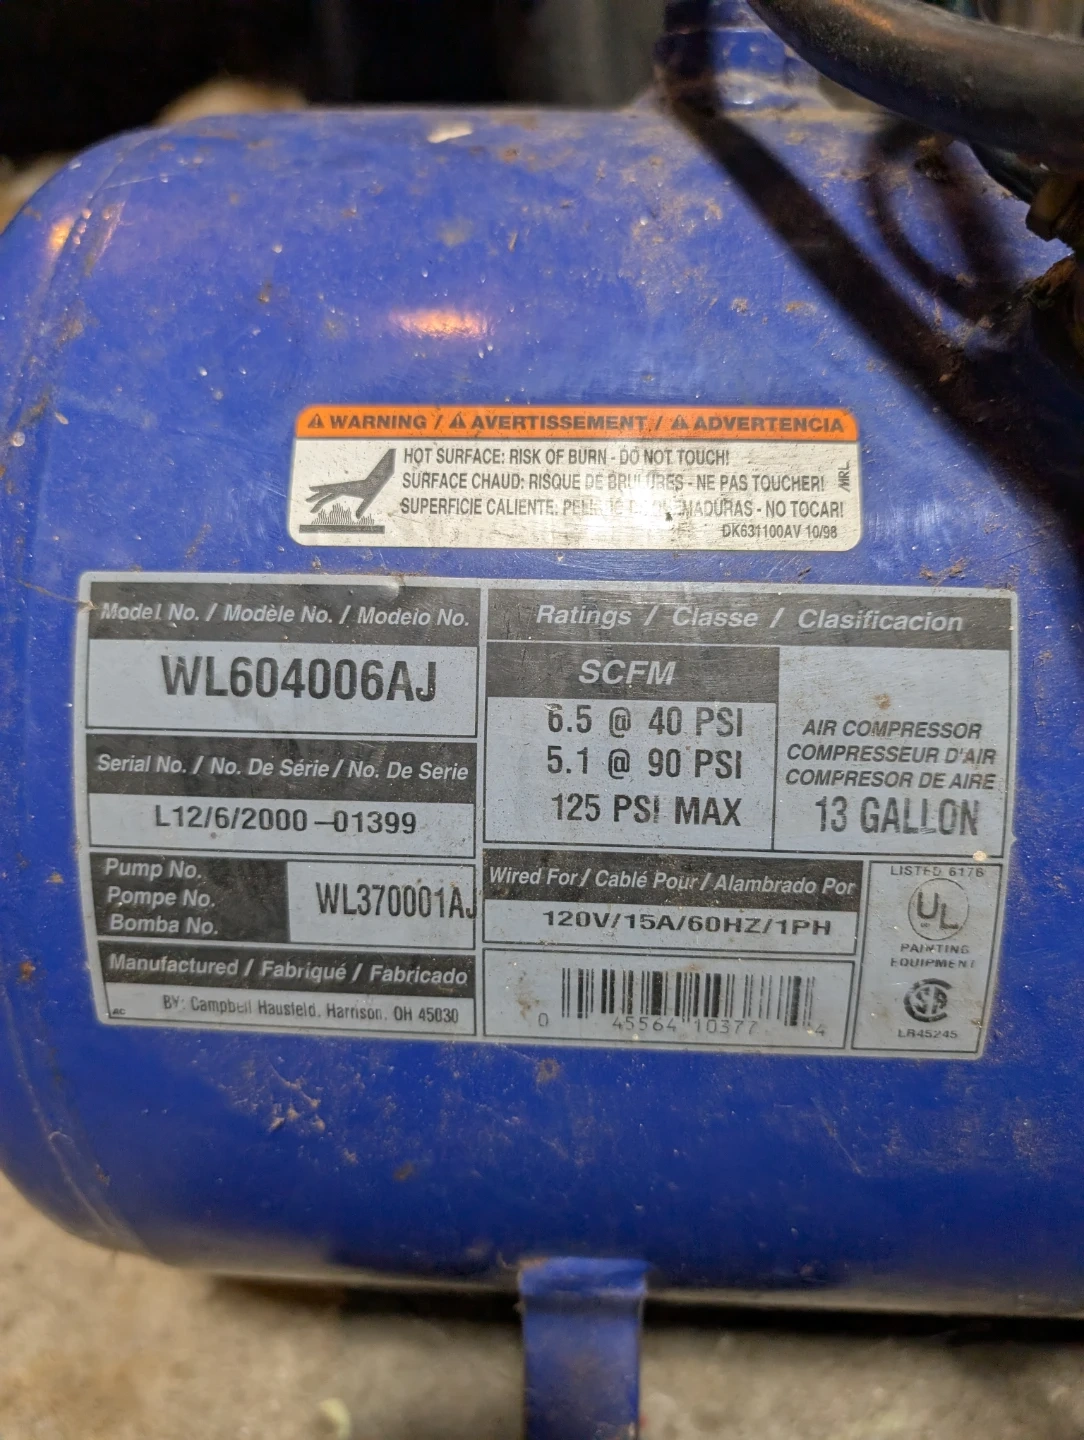 WARNING / AVERTISSEMENT / ADVERTENCIA
HOT SURFACE: RISK OF BURN - DO NOT TOUCH!
SURFACE CHAUD: RISQUE DE BRULURES - NE PAS TOUCHER!
SUPERFICIE CALIENTE: - NO TOCAR!
MRL
DK631100AV 10/98
Model No. / Modèle No. / Modelo No.
WL604006AJ
Serial No. / No. De Série / No. De Serie
L12/6/2000-01399
Pump No.
Pompe No.
Bomba No.
WL370001AJ
Manufactured / Fabriqué / Fabricado
BY: Campbell Hausfeld, Harrison, OH 45030
AC
Ratings / Classe / Clasificacion
SCFM
6.5 @ 40 PSI
5.1 @ 90 PSI
125 PSI MAX
AIR COMPRESSOR
COMPRESSEUR D'AIR
COMPRESOR DE AIRE
13 GALLON
Wired For / Cablé Pour / Alambrado Por
120V/15A/60HZ/1PH
0 45564 10377 4
LISTED 6176
UL
PAINTING
EQUIPMENT
SA
LR45245